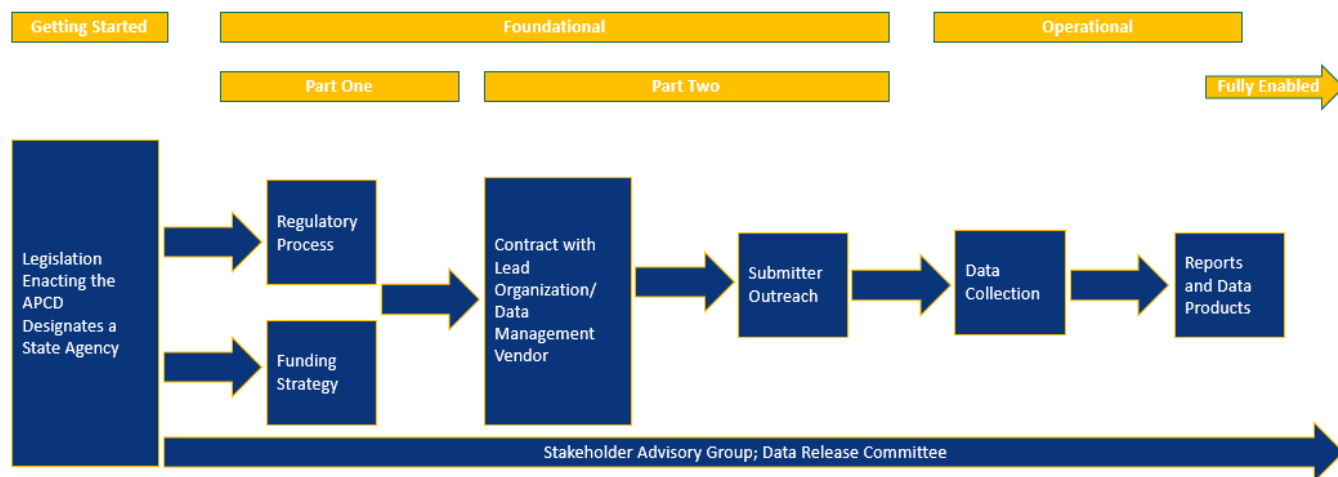 Getting Started
Foundational
Operational
Part One
Part Two
Fully Enabled
Legislation
Enacting the
APCD
Designates a
State Agency
Regulatory
Process
Funding
Strategy
Contract with
Lead
Organization/
Data
Management
Vendor
Submitter
Outreach
Data
Collection
Reports
and Data
Products
Stakeholder Advisory Group; Data Release Committee